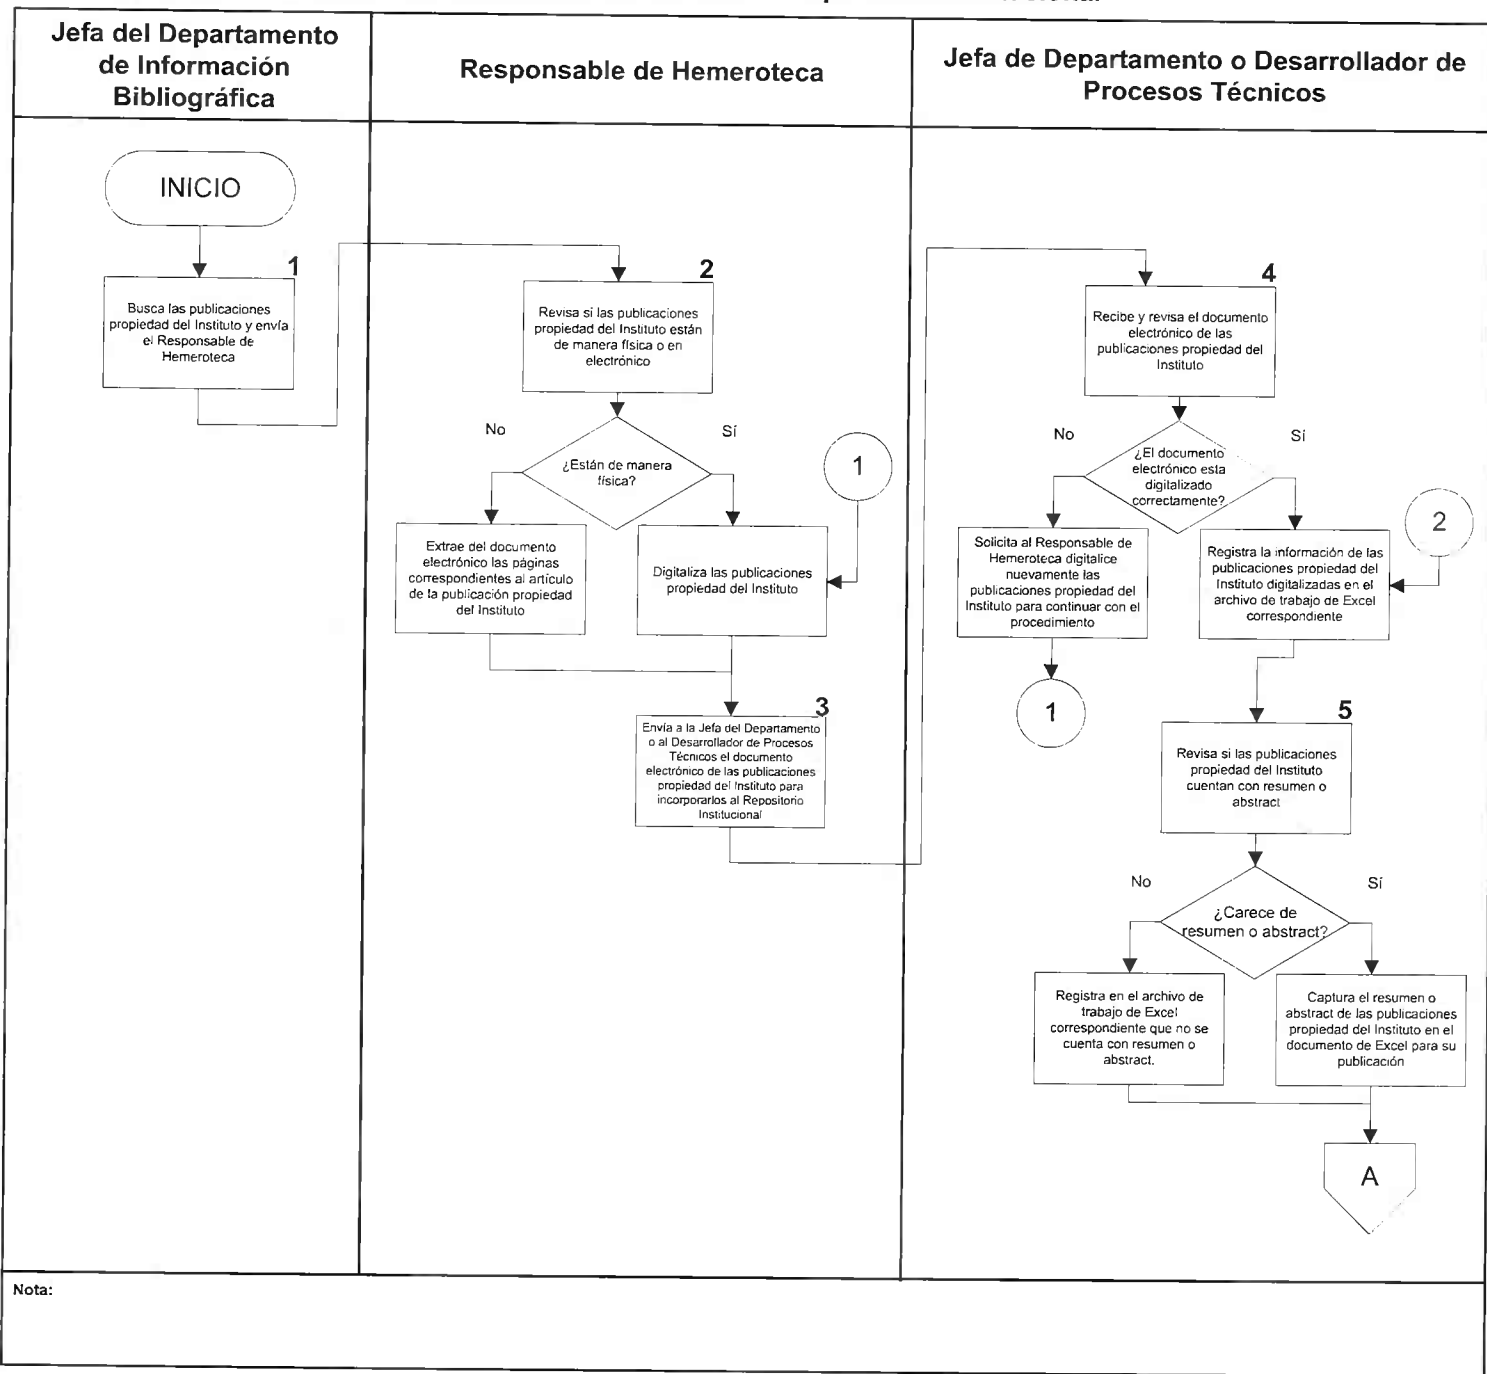 Jefa del Departamento
de Información
Bibliográfica
Responsable de Hemeroteca
Jefa de Departamento o Desarrollador de
Procesos Técnicos
INICIO
1
Busca las publicaciones
propiedad del Instituto y envía
el Responsable de
Hemeroteca
2
Revisa si las publicaciones
propiedad del Instituto están
de manera física o en
electrónico
No
Sí
¿Están de manera
física?
1
Extrae del documento
electrónico las páginas
correspondientes al artículo
de la publicación propiedad
del Instituto
Digitaliza las publicaciones
propiedad del Instituto
3
Envía a la Jefa del Departamento
o al Desarrollador de Procesos
Técnicos el documento
electrónico de las publicaciones
propiedad del Instituto para
incorporarlos al Repositorio
Institucional
4
Recibe y revisa el documento
electrónico de las
publicaciones propiedad del
Instituto
No
Sí
¿El documento
electrónico esta
digitalizado
correctamente?
2
Solicita al Responsable de
Hemeroteca digitalice
nuevamente las
publicaciones propiedad del
Instituto para continuar con el
procedimiento
Registra la información de las
publicaciones propiedad del
Instituto digitalizadas en el
archivo de trabajo de Excel
correspondiente
1
5
Revisa si las publicaciones
propiedad del Instituto
cuentan con resumen o
abstract
No
Sí
¿Carece de
resumen o abstract?
Registra en el archivo de
trabajo de Excel
correspondiente que no se
cuenta con resumen o
abstract.
Captura el resumen o
abstract de las publicaciones
propiedad del Instituto en el
documento de Excel para su
publicación
A
Nota: